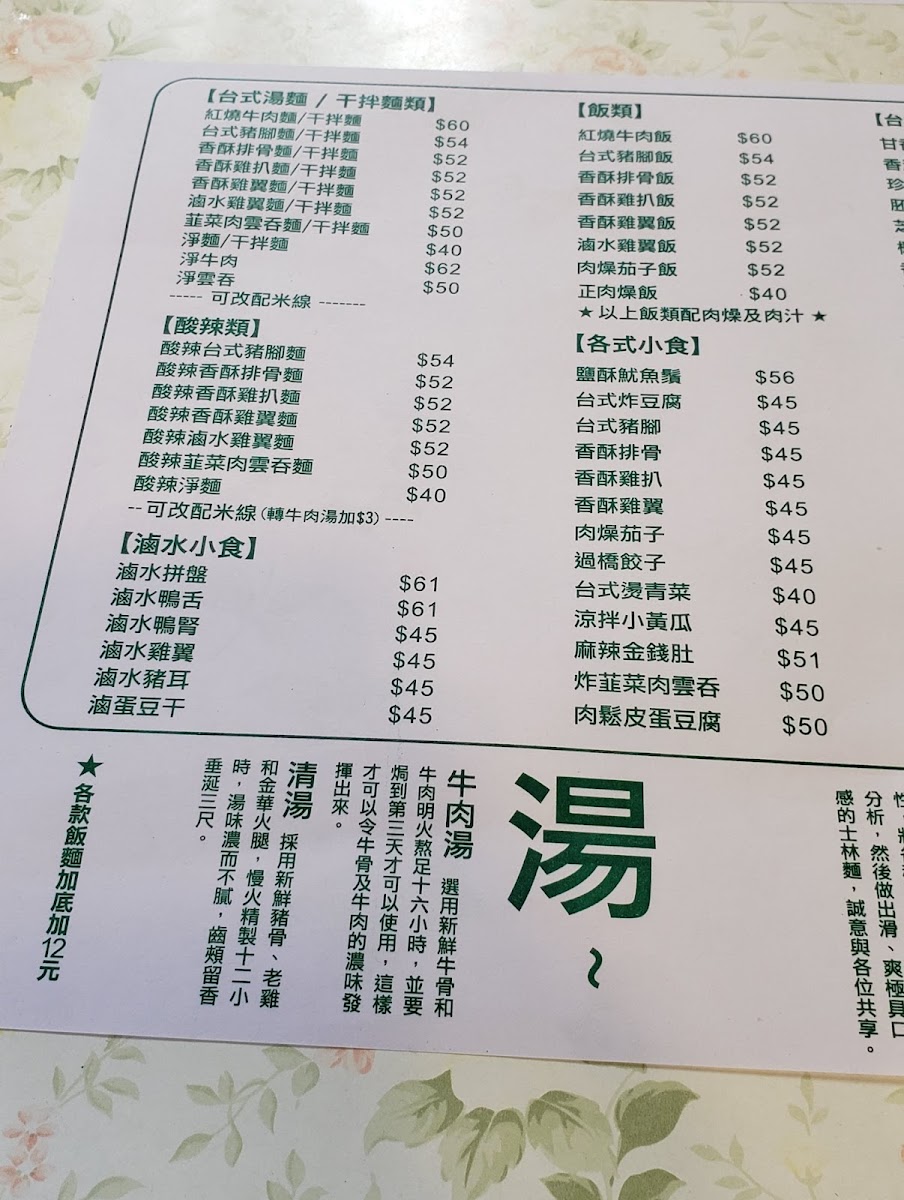 【台式湯麵 / 干拌麵類】
紅燒牛肉麵/干拌麵 $60
台式豬腳麵/干拌麵 $54
香酥排骨麵/干拌麵 $52
香酥雞扒麵/干拌麵 $52
香酥雞翼麵/干拌麵 $52
滷水雞翼麵/干拌麵 $52
韮菜肉雲吞麵/干拌麵 $50
淨麵/干拌麵 $40
淨牛肉 $62
淨雲吞 $50
----- 可改配米線 -------
【酸辣類】
酸辣台式豬腳麵 $54
酸辣香酥排骨麵 $52
酸辣香酥雞扒麵 $52
酸辣香酥雞翼麵 $52
酸辣滷水雞翼麵 $52
酸辣韮菜肉雲吞麵 $50
酸辣淨麵 $40
-- 可改配米線 (轉牛肉湯加$3) ----
【滷水小食】
滷水拼盤 $61
滷水鴨舌 $61
滷水鴨腎 $45
滷水雞翼 $45
滷水豬耳 $45
滷蛋豆干 $45
【飯類】
紅燒牛肉飯 $60
台式豬腳飯 $54
香酥排骨飯 $52
香酥雞扒飯 $52
香酥雞翼飯 $52
滷水雞翼飯 $52
肉燥茄子飯 $52
正肉燥飯 $40
★ 以上飯類配肉燥及肉汁 ★
【各式小食】
鹽酥魷魚鬚 $56
台式炸豆腐 $45
台式豬腳 $45
香酥排骨 $45
香酥雞扒 $45
香酥雞翼 $45
肉燥茄子 $45
過橋餃子 $45
台式燙青菜 $40
涼拌小黃瓜 $45
麻辣金錢肚 $51
炸韮菜肉雲吞 $50
肉鬆皮蛋豆腐 $50
【台
甘
香
珍
分析，然後做出滑、爽極具口
感的士林麵，誠意與各位共享。
湯～
牛肉湯 選用新鮮牛骨和
牛肉明火熬足十六小時，並要
焗到第三天才可以使用，這樣
才可以令牛骨及牛肉的濃味發
揮出來。
清湯 採用新鮮豬骨、老雞
和金華火腿，慢火精製十二小
時，湯味濃而不膩，齒頰留香
垂涎三尺。
★各款飯麵加底加12元